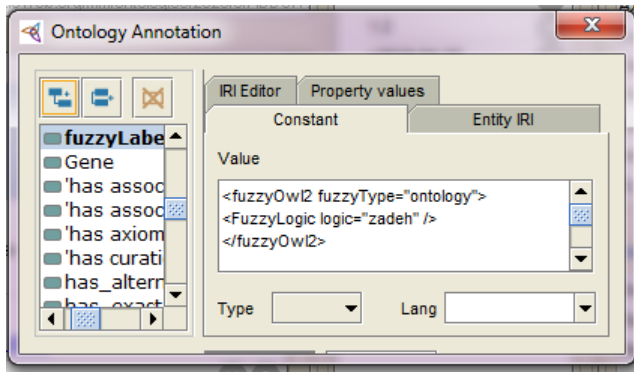 Ontology Annotation
IRI Editor
Property values
Constant
Entity IRI
fuzzyLabe
Gene
'has assoc
'has assoc
'has axiom
'has curati
has_altern
has_exact
Value
<fuzzyOwl2 fuzzyType="ontology">
<FuzzyLogic logic="zadeh" />
</fuzzyOwl2>
Type
Lang